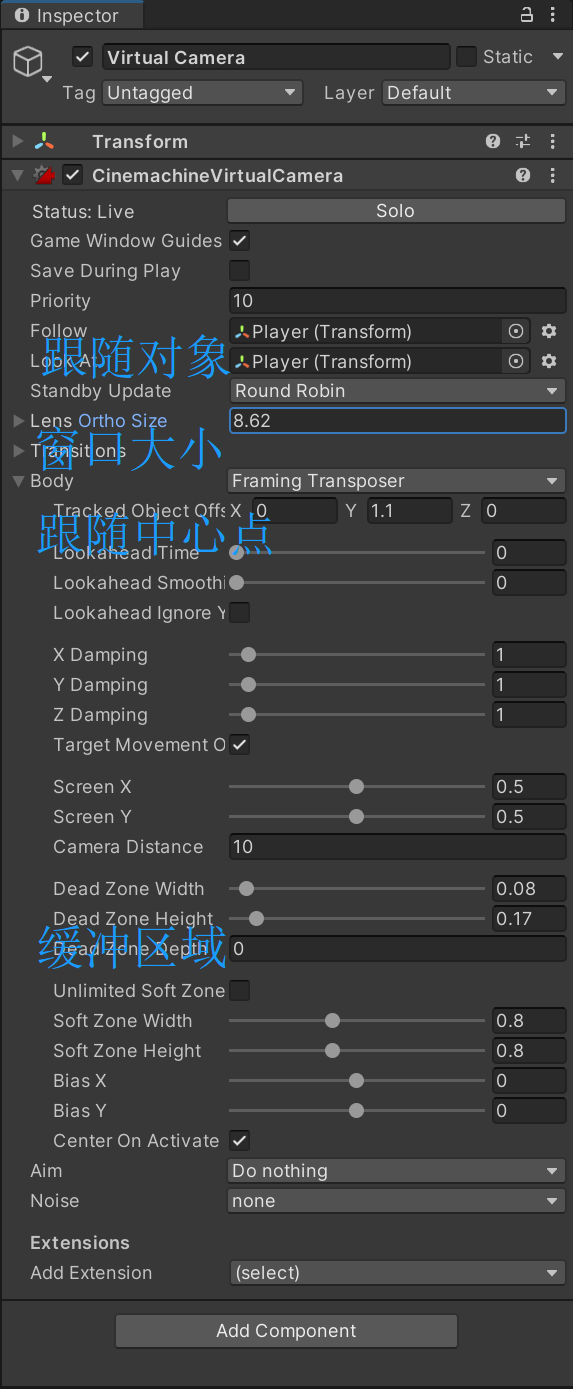 Inspector
Virtual Camera Static
Tag Untagged Layer Default
Transform
CinemachineVirtualCamera
Status: Live Solo
Game Window Guides
Save During Play
Priority 10
Follow Player (Transform)
跟随对象
Look At Player (Transform)
Standby Update Round Robin
Lens Ortho Size 8.62
窗口大小
Transitions
Body Framing Transposer
Tracked Object Offs X 0 Y 1.1 Z 0
跟随中心点
Lookahead Time 0
Lookahead Smoothi 0
Lookahead Ignore Y
X Damping 1
Y Damping 1
Z Damping 1
Target Movement O
Screen X 0.5
Screen Y 0.5
Camera Distance 10
Dead Zone Width 0.08
Dead Zone Height 0.17
缓冲区域
Dead Zone Depth 0
Unlimited Soft Zone
Soft Zone Width 0.8
Soft Zone Height 0.8
Bias X 0
Bias Y 0
Center On Activate
Aim Do nothing
Noise none
Extensions
Add Extension (select)
Add Component